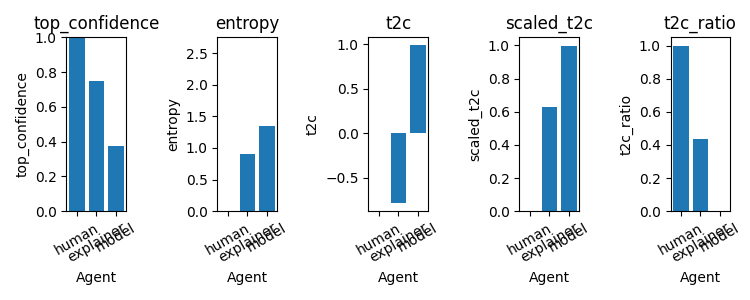 top_confidence
top_confidence
1.0
0.8
0.6
0.4
0.2
0.0
human
explainer
model
Agent
entropy
entropy
2.5
2.0
1.5
1.0
0.5
0.0
human
explainer
model
Agent
t2c
t2c
1.0
0.5
0.0
−0.5
human
explainer
model
Agent
scaled_t2c
scaled_t2c
1.0
0.8
0.6
0.4
0.2
0.0
human
explainer
model
Agent
t2c_ratio
t2c_ratio
1.0
0.8
0.6
0.4
0.2
0.0
human
explainer
model
Agent